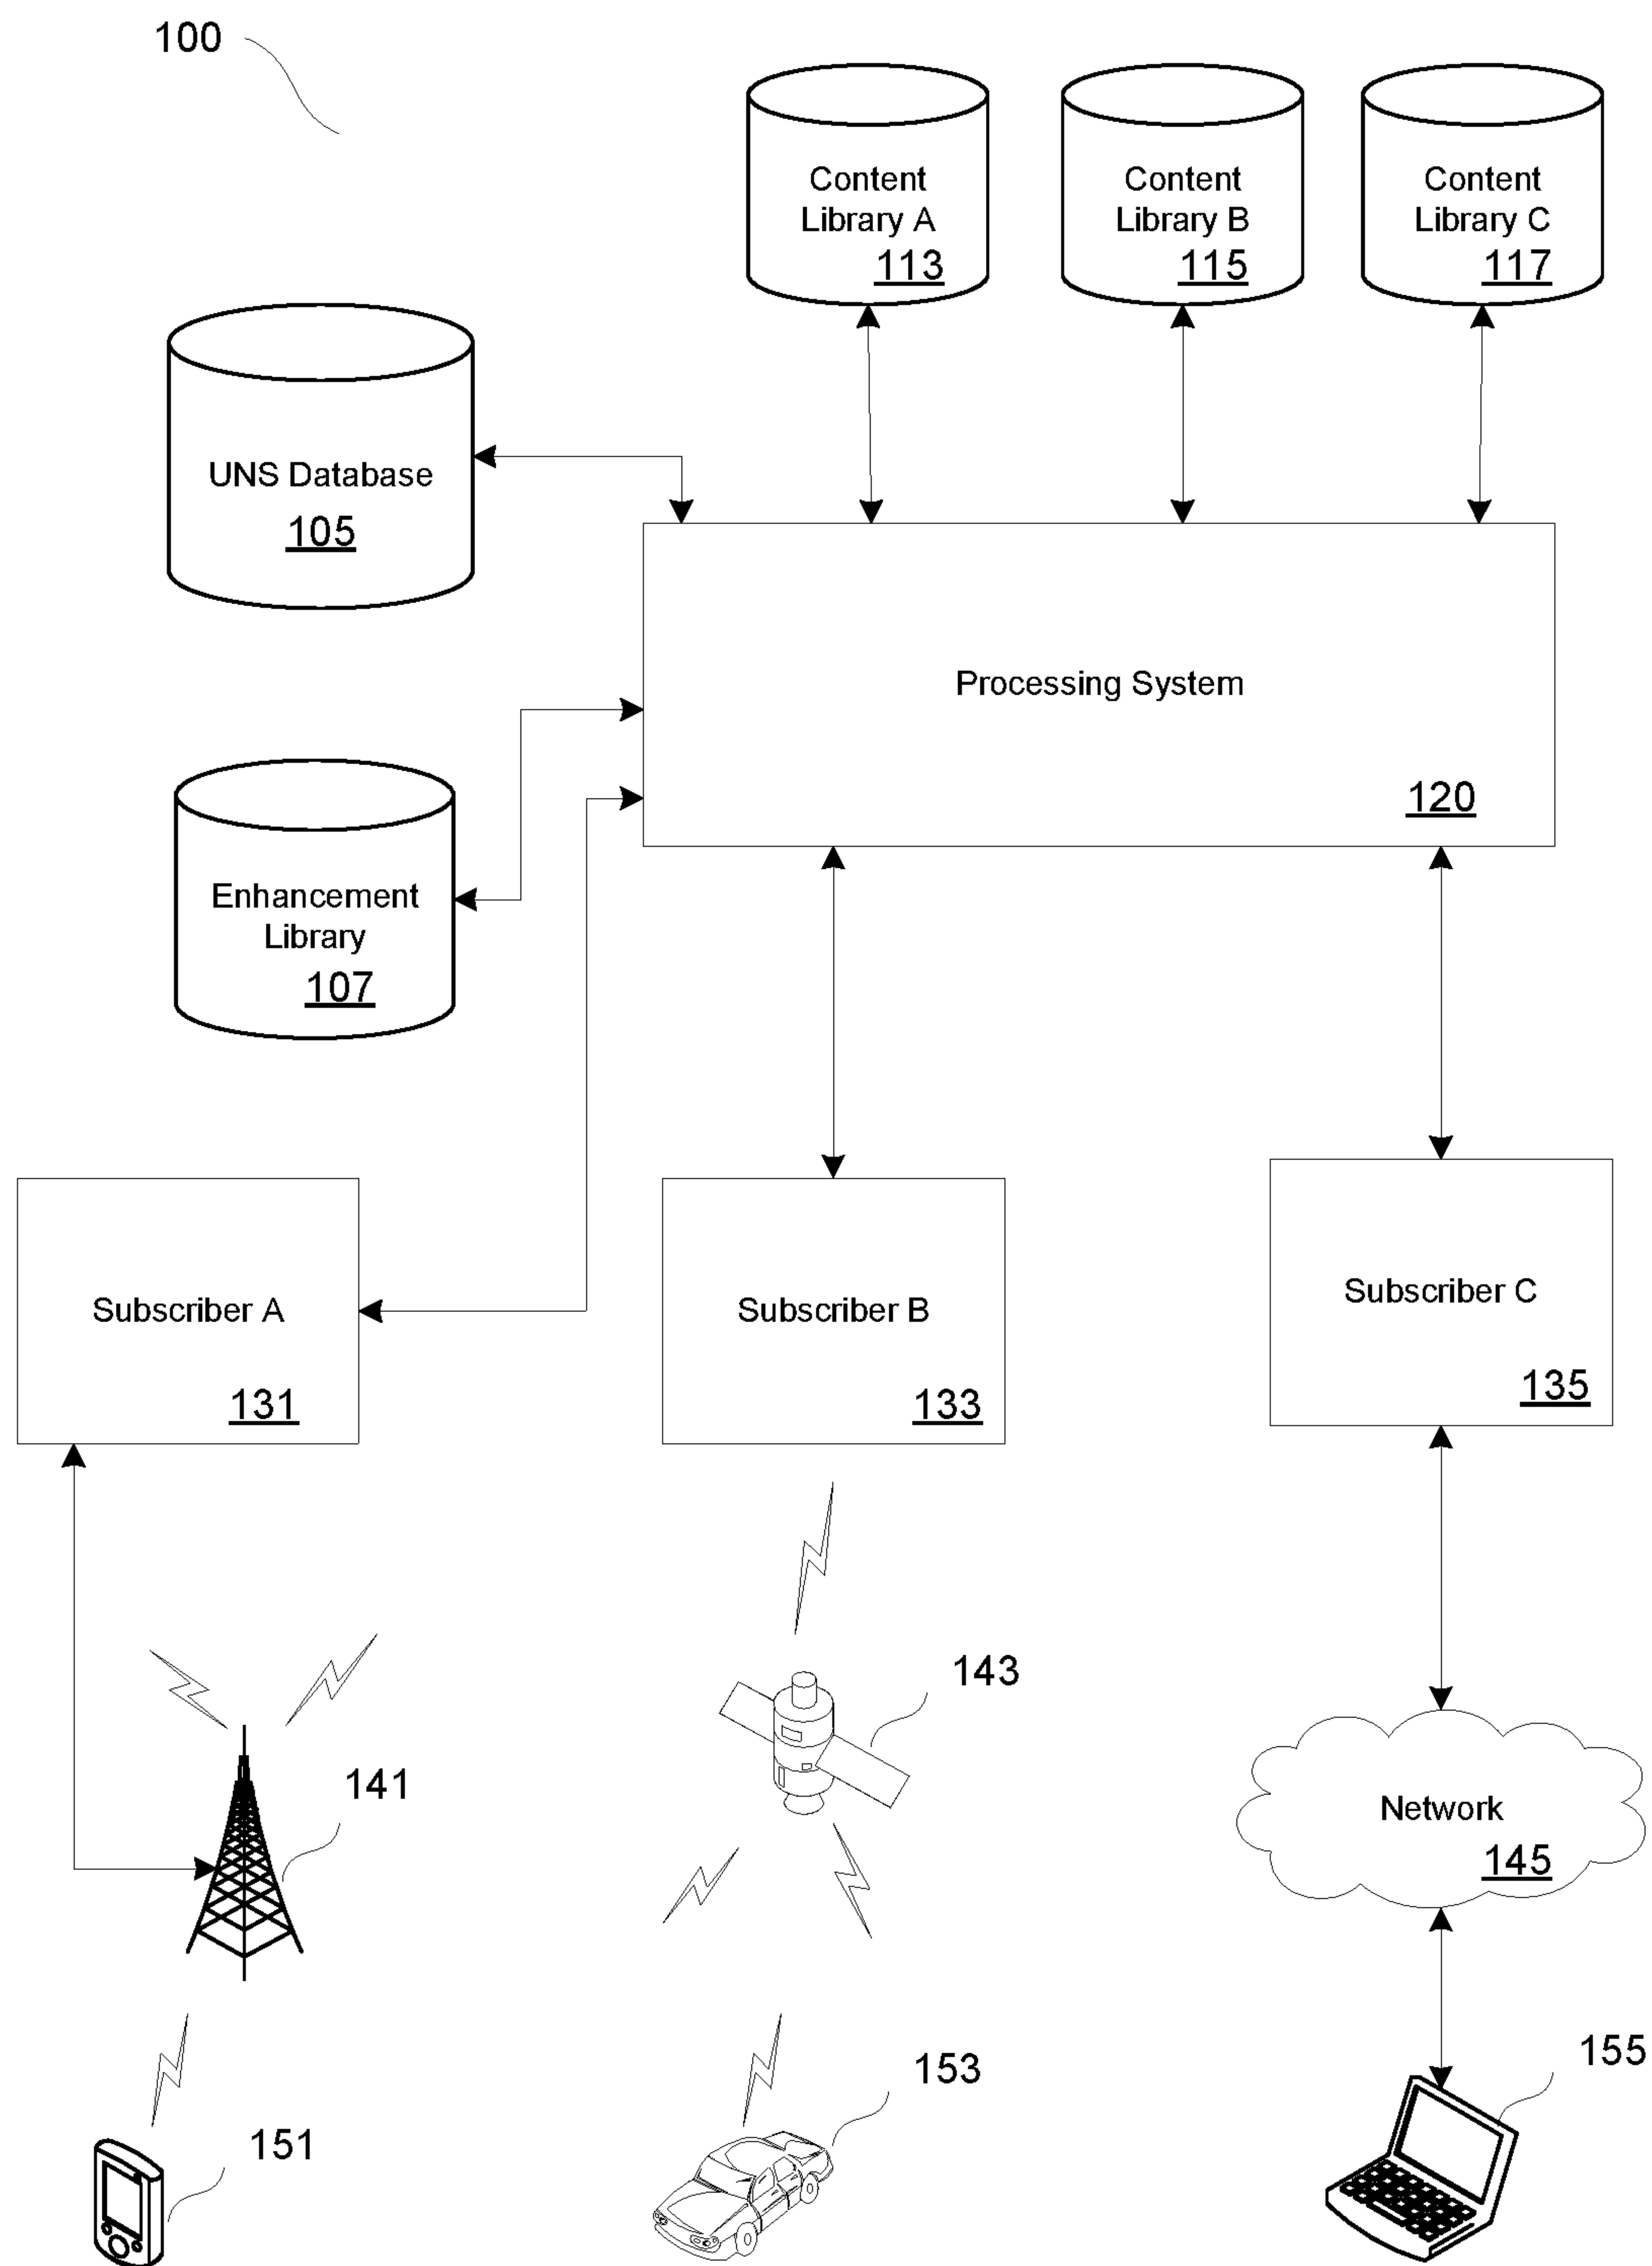 100
Content
Library A
113
Content
Library B
115
Content
Library C
117
UNS Database
105
Processing System
120
Enhancement
Library
107
Subscriber A
131
Subscriber B
133
Subscriber C
135
141
143
Network
145
151
153
155